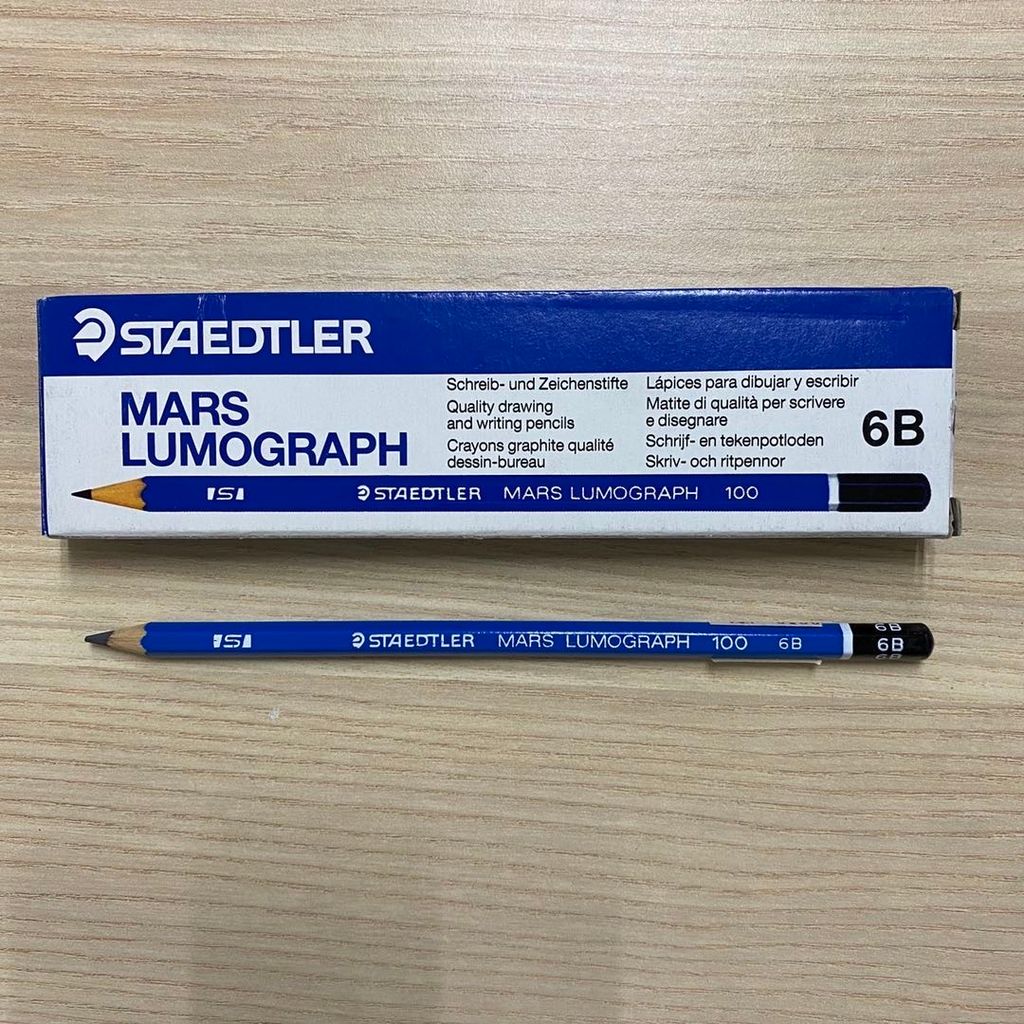 STAEDTLER
MARS
LUMOGRAPH
Schreib- und Zeichenstifte
Quality drawing
and writing pencils
Crayons graphite qualité
dessin-bureau
Lápices para dibujar y escribir
Matite di qualità per scrivere
e disegnare
Schrijf- en tekenpotloden
Skriv- och ritpennor
6B
S STAEDTLER MARS LUMOGRAPH 100
S STAEDTLER MARS LUMOGRAPH 100 6B
6B
6B
6B